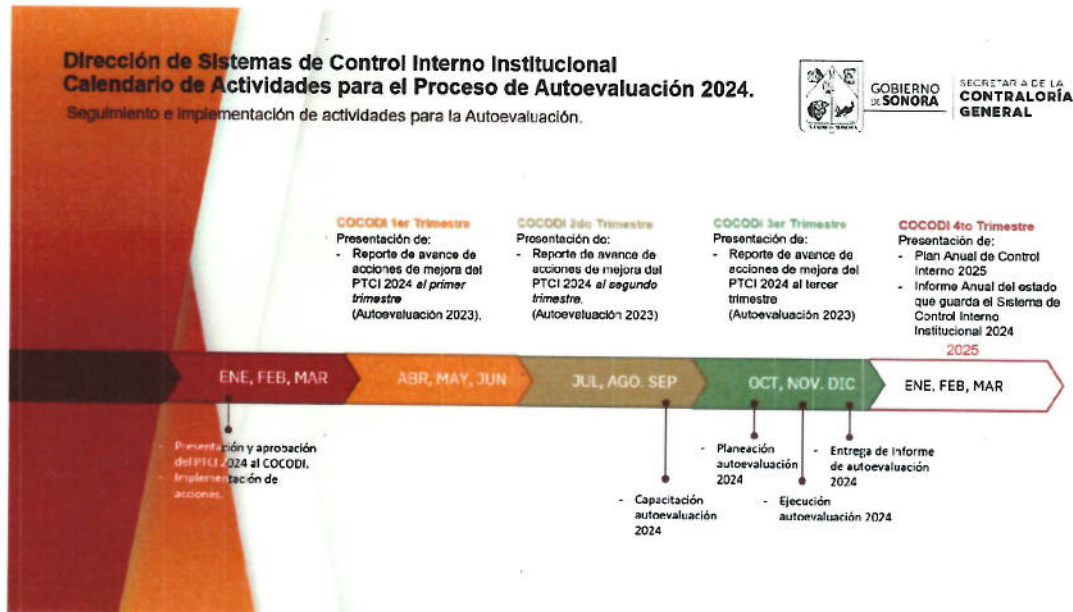 Dirección de Sistemas de Control Interno Institucional
Calendario de Actividades para el Proceso de Autoevaluación 2024.
Seguimiento e implementación de actividades para la Autoevaluación.
GOBIERNO
DE SONORA
SECRETARIA DE LA
CONTRALORÍA
GENERAL
COCODI 1er Trimestre
Presentación de:
- Reporte de avance de
acciones de mejora del
PTCI 2024 al primer
trimestre
(Autoevaluación 2023).
COCODI 2do Trimestre
Presentación de:
- Reporte de avance de
acciones de mejora del
PTCI 2024 al segundo
trimestre.
(Autoevaluación 2023)
COCODI 3er Trimestre
Presentación de:
- Reporte de avance de
acciones de mejora del
PTCI 2024 al tercer
trimestre
(Autoevaluación 2023)
COCODI 4to Trimestre
Presentación de:
- Plan Anual de Control
Interno 2025
- Informe Anual del estado
que guarda el Sistema de
Control Interno
Institucional 2024
2025
ENE, FEB, MAR
ABR, MAY, JUN
JUL, AGO. SEP
OCT, NOV. DIC
ENE, FEB, MAR
- Presentación y aprobación
del PTCI 2024 al COCODI.
- Implementación de
acciones.
- Capacitación
autoevaluación
2024
- Planeación
autoevaluación
2024
- Ejecución
autoevaluación 2024
- Entrega de Informe
de autoevaluación
2024